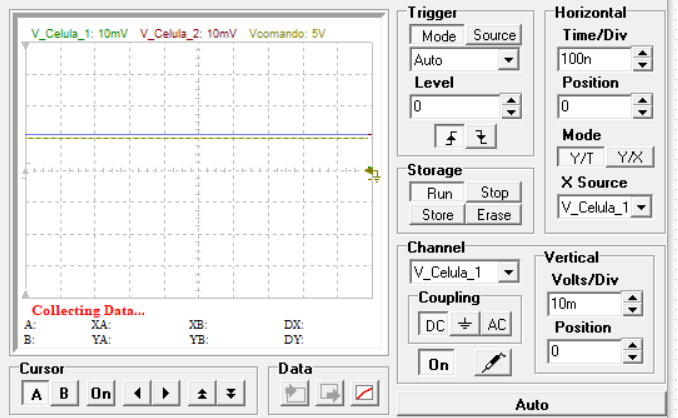 V_Celula_1: 10mV V_Celula_2: 10mV Vcomando: 5V
Collecting Data...
A: XA: XB: DX:
B: YA: YB: DY:
Cursor
A B On
Data
Trigger
Mode Source
Auto
Level
0
Storage
Run Stop
Store Erase
Horizontal
Time/Div
100n
Position
0
Mode
Y/T Y/X
X Source
V_Celula_1
Channel
V_Celula_1
Coupling
DC AC
On
Vertical
Volts/Div
10m
Position
0
Auto